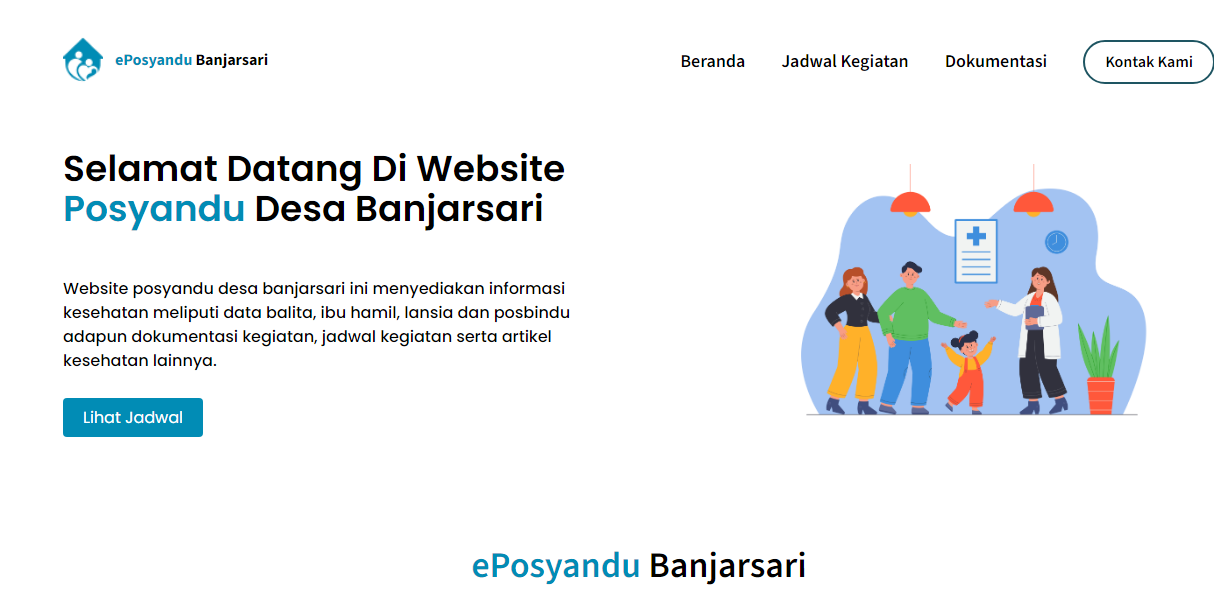 ePosyandu Banjarsari
Beranda
Jadwal Kegiatan
Dokumentasi
Kontak Kami
Selamat Datang Di Website
Posyandu Desa Banjarsari
Website posyandu desa banjarsari ini menyediakan informasi
kesehatan meliputi data balita, ibu hamil, lansia dan posbindu
adapun dokumentasi kegiatan, jadwal kegiatan serta artikel
kesehatan lainnya.
Lihat Jadwal
ePosyandu Banjarsari